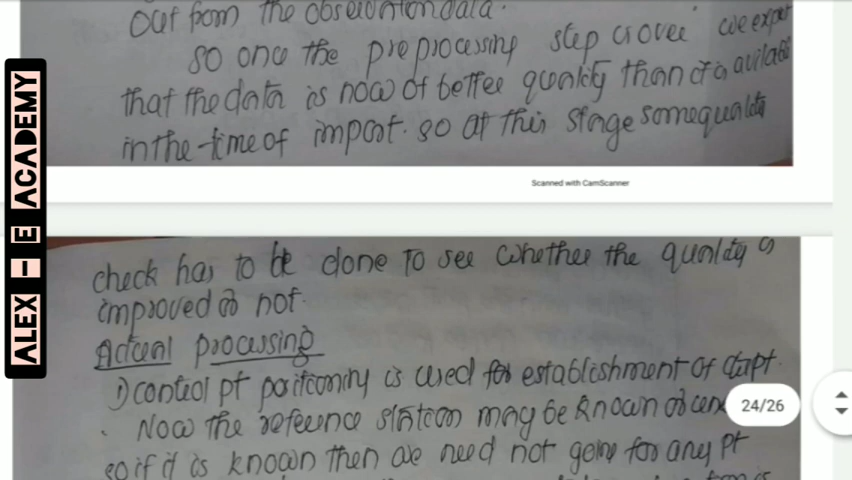 out from the observation data.
so once the preprocessing step is over we expect
that the data is now of better quality than it is available
in the time of import. so at this stage some quality
Scanned with CamScanner
check has to be done to see whether the quality is
improved or not.
Actual processing
1) control pt positioning is used for establishment of
Now the reference station may be known or
24/26
so if it is known then we need not going for any pt
ALEX - E ACADEMY